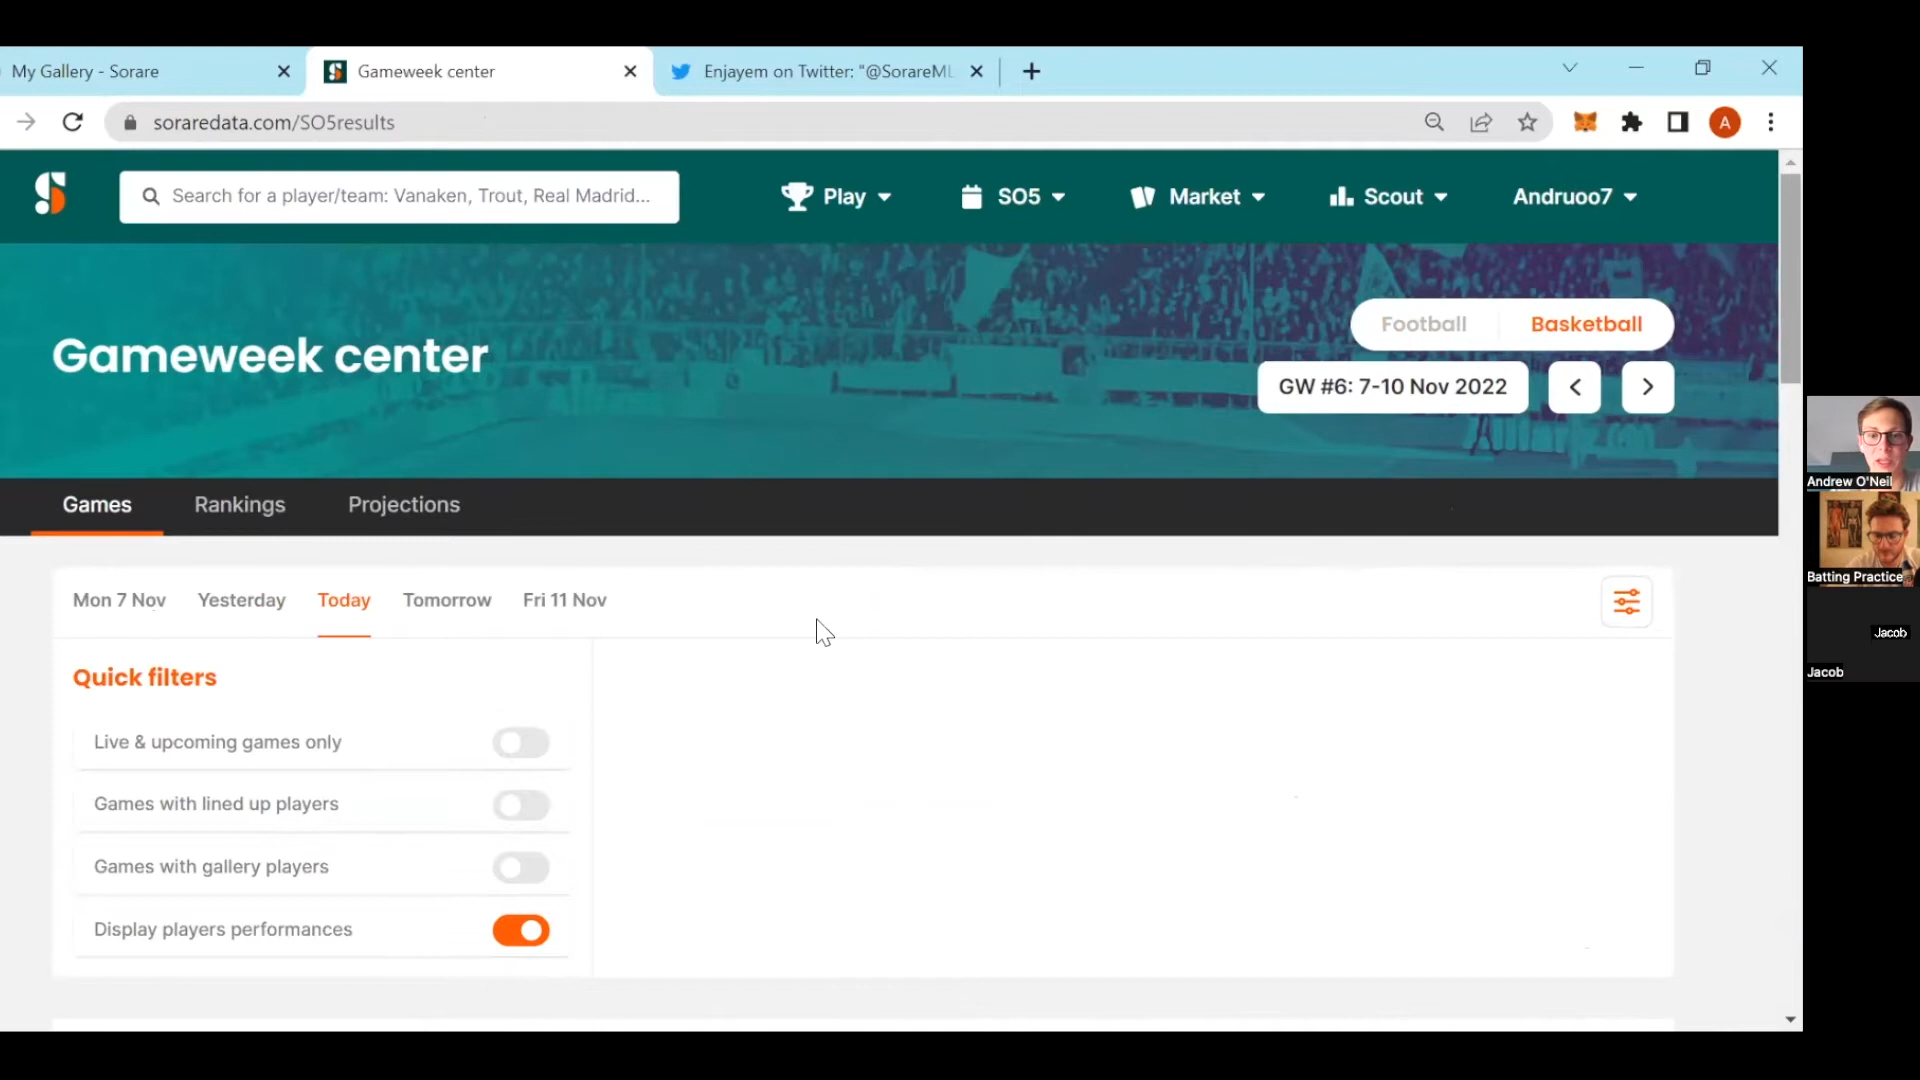 My Gallery - Sorare
Gameweek center
Enjayem on Twitter: "@SorareML
soraredata.com/SO5results
A
Search for a player/team: Vanaken, Trout, Real Madrid...
Play
SO5
Market
Scout
Andruoo7
Gameweek center
Football
Basketball
GW #6: 7-10 Nov 2022
Games
Rankings
Projections
Mon 7 Nov
Yesterday
Today
Tomorrow
Fri 11 Nov
Quick filters
Live & upcoming games only
Games with lined up players
Games with gallery players
Display players performances
Andrew O'Neil
Batting Practice
Jacob
Jacob